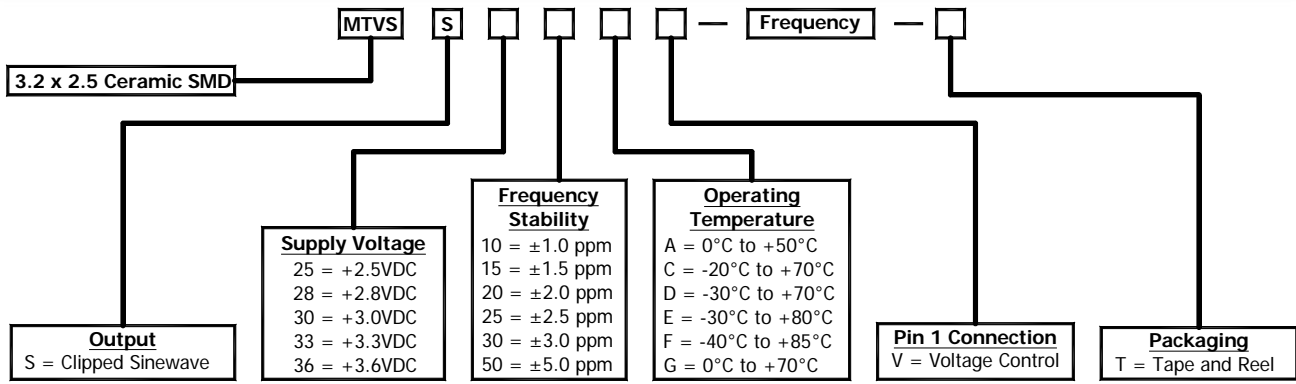 MTVS S — Frequency —
3.2 x 2.5 Ceramic SMD
Output
S = Clipped Sinewave
Supply Voltage
25 = +2.5VDC
28 = +2.8VDC
30 = +3.0VDC
33 = +3.3VDC
36 = +3.6VDC
Frequency
Stability
10 = ±1.0 ppm
15 = ±1.5 ppm
20 = ±2.0 ppm
25 = ±2.5 ppm
30 = ±3.0 ppm
50 = ±5.0 ppm
Operating
Temperature
A = 0°C to +50°C
C = -20°C to +70°C
D = -30°C to +70°C
E = -30°C to +80°C
F = -40°C to +85°C
G = 0°C to +70°C
Pin 1 Connection
V = Voltage Control
Packaging
T = Tape and Reel